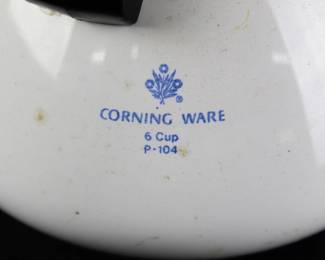 ®
CORNING WARE
6 Cup
P-104